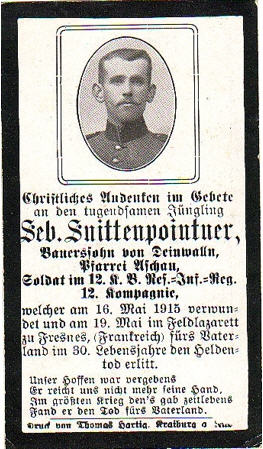 Christliches Andenken im Gebete
an den tugendsamen Jüngling
Seb. Snittenpointner,
Bauerssohn von Deinwalln,
Pfarrei Aschau,
Soldat im 12. K. B. Res.-Inf.-Reg.
12. Kompagnie,
welcher am 16. Mai 1915 verwun-
det und am 19. Mai im Feldlazarett
zu Fresnes, (Frankreich) fürs Vater-
land im 30. Lebensjahre den Helden-
tod erlitt.
Unser Hoffen war vergebens
Er reicht uns nicht mehr seine Hand,
Im größten Krieg den's gab zeitlebens
Fand er den Tod fürs Vaterland.
Druck von Thomas Hartig, Kraiburg a